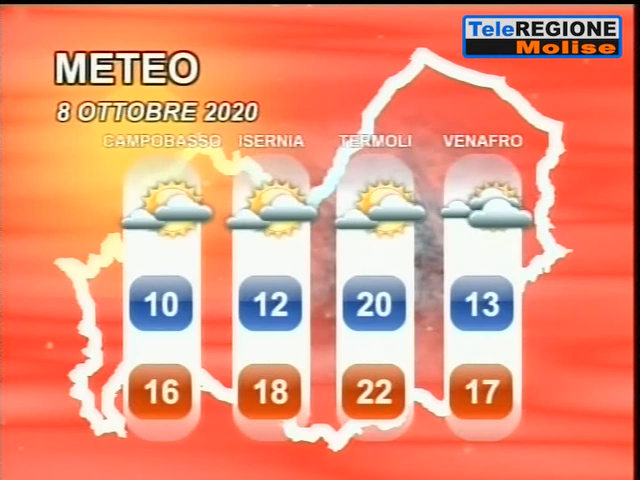 TeleREGIONE
Molise
METEO
8 OTTOBRE 2020
CAMPOBASSO ISERNIA TERMOLI VENAFRO
10 12 20 13
16 18 22 17